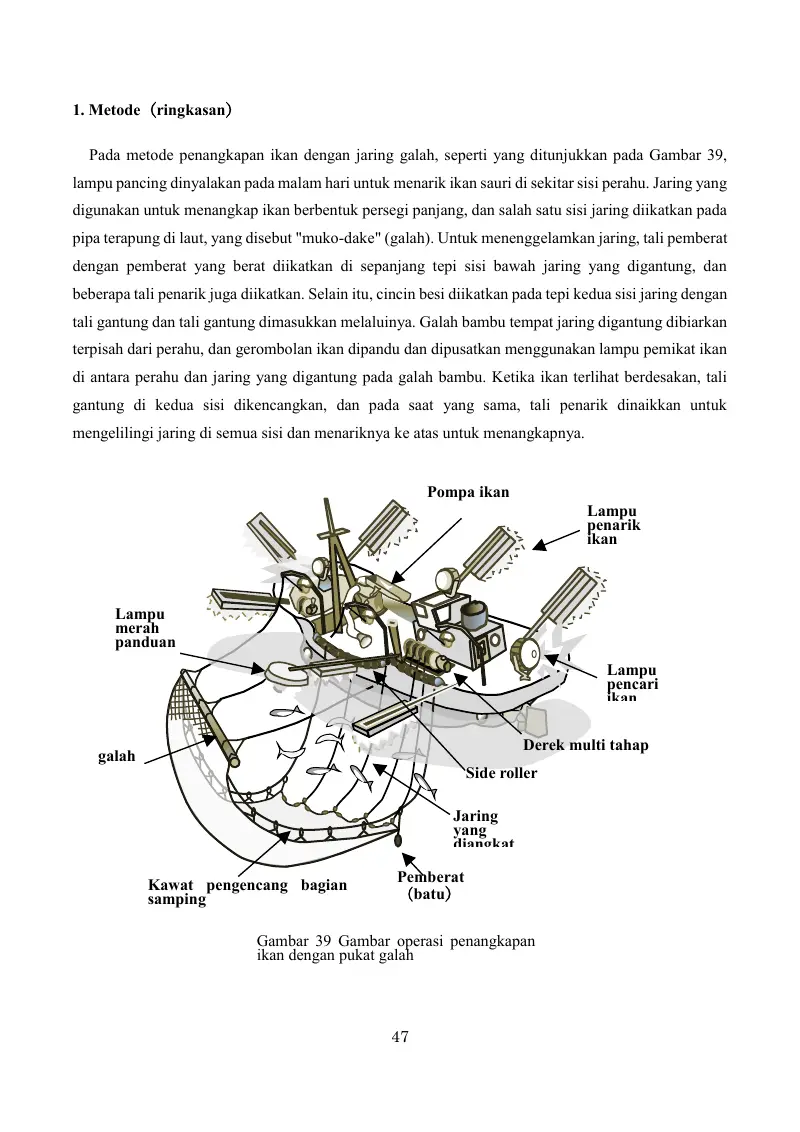 1. Metode（ringkasan）
Pada metode penangkapan ikan dengan jaring galah, seperti yang ditunjukkan pada Gambar 39,
lampu pancing dinyalakan pada malam hari untuk menarik ikan sauri di sekitar sisi perahu. Jaring yang
digunakan untuk menangkap ikan berbentuk persegi panjang, dan salah satu sisi jaring diikatkan pada
pipa terapung di laut, yang disebut "muko-dake" (galah). Untuk menenggelamkan jaring, tali pemberat
dengan pemberat yang berat diikatkan di sepanjang tepi sisi bawah jaring yang digantung, dan
beberapa tali penarik juga diikatkan. Selain itu, cincin besi diikatkan pada tepi kedua sisi jaring dengan
tali gantung dan tali gantung dimasukkan melaluinya. Galah bambu tempat jaring digantung dibiarkan
terpisah dari perahu, dan gerombolan ikan dipandu dan dipusatkan menggunakan lampu pemikat ikan
di antara perahu dan jaring yang digantung pada galah bambu. Ketika ikan terlihat berdesakan, tali
gantung di kedua sisi dikencangkan, dan pada saat yang sama, tali penarik dinaikkan untuk
mengelilingi jaring di semua sisi dan menariknya ke atas untuk menangkapnya.
Pompa ikan
Lampu
penarik
ikan
Lampu
merah
panduan
Lampu
pencari
ikan
galah
Derek multi tahap
Side roller
Jaring
yang
diangkat
Pemberat
（batu）
Kawat pengencang bagian
samping
Gambar 39 Gambar operasi penangkapan
ikan dengan pukat galah
47